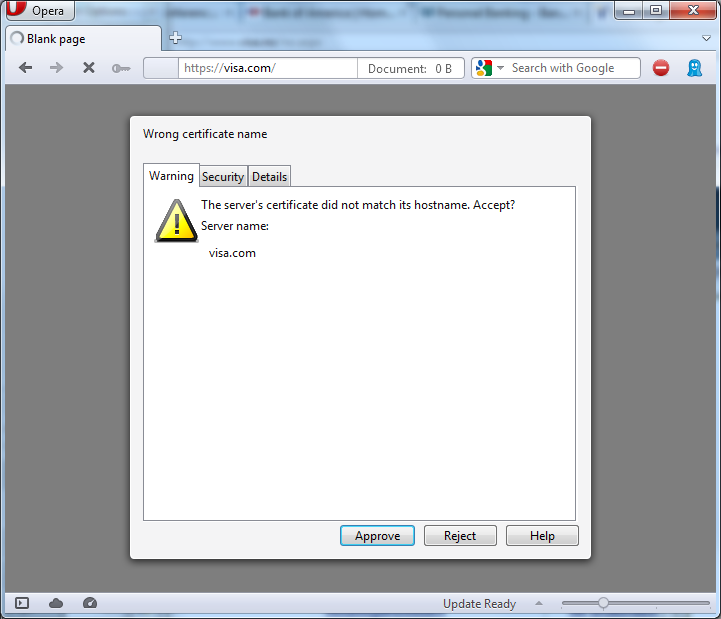 Opera
Blank page
https://visa.com/
Document: 0 B
Search with Google
Wrong certificate name
Warning
Security
Details
The server's certificate did not match its hostname. Accept?
Server name:
visa.com
Approve
Reject
Help
Update Ready